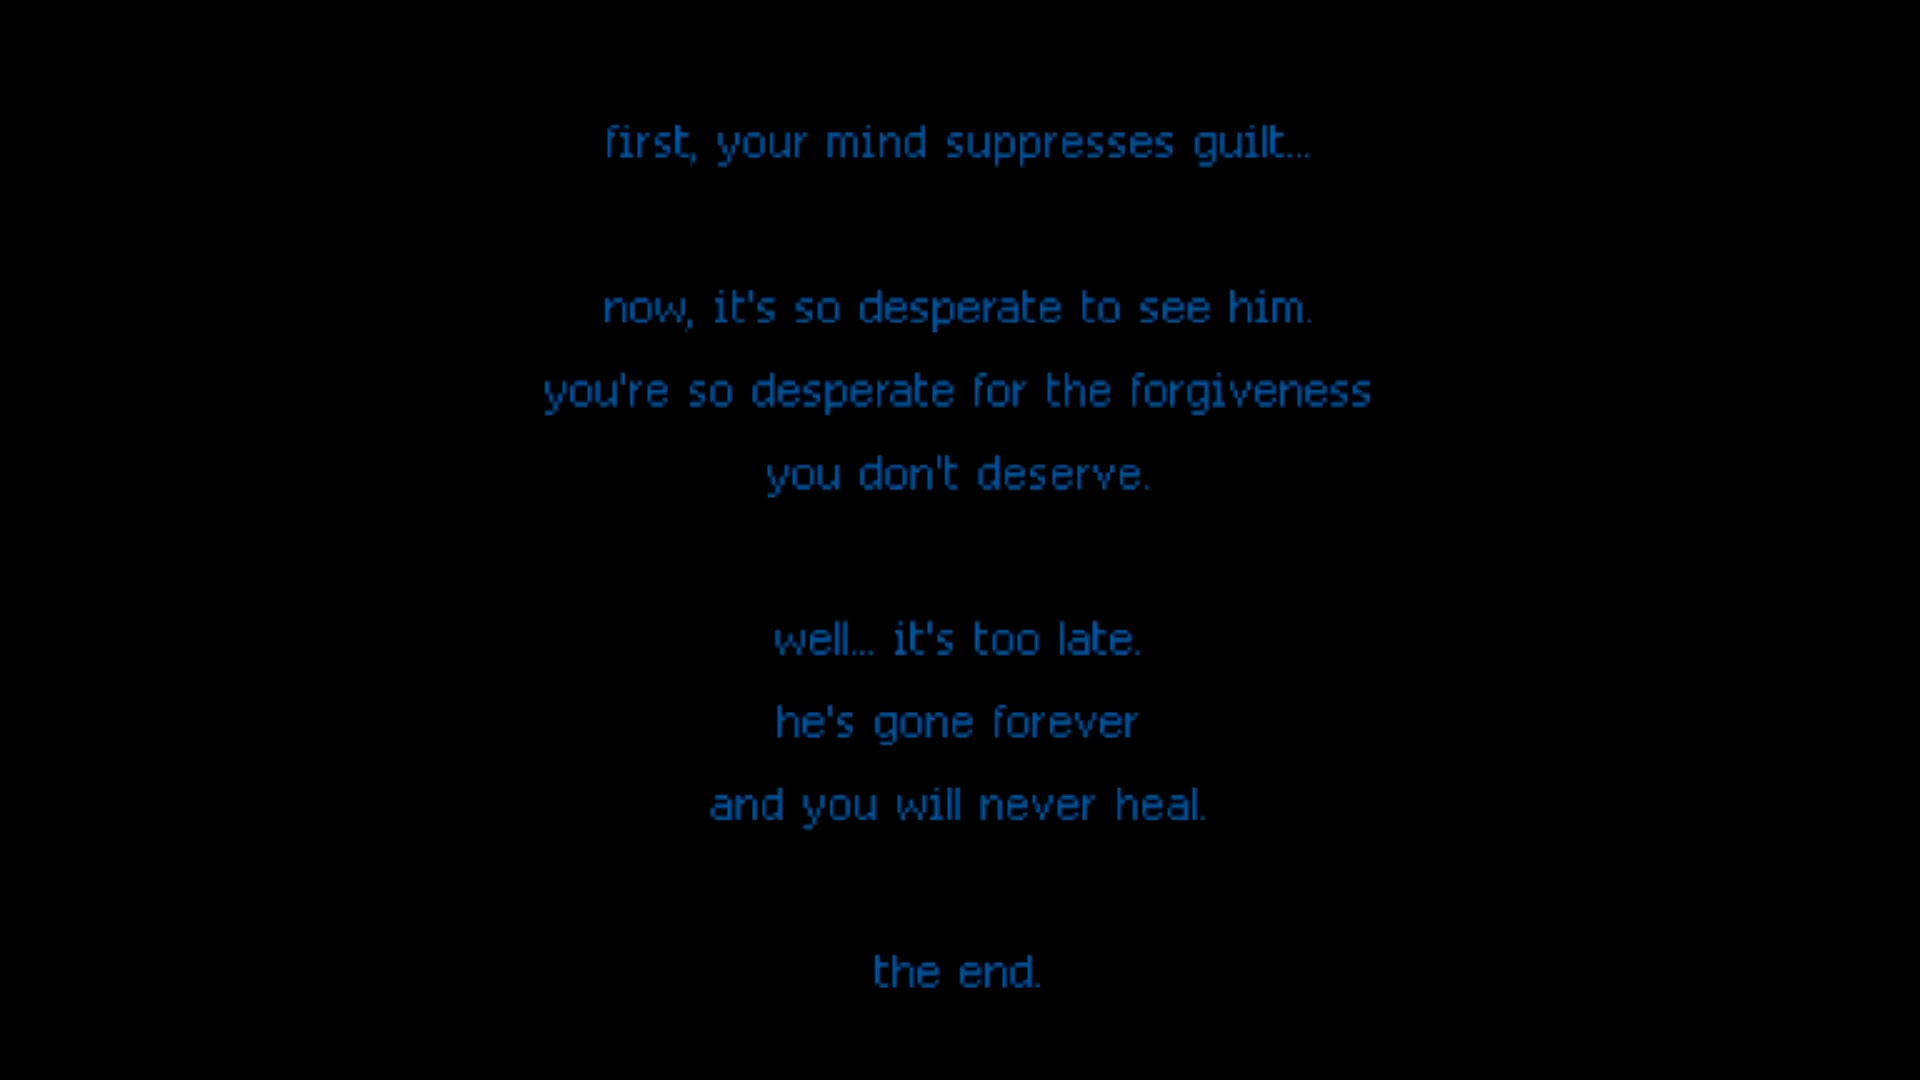 first, your mind suppresses guilt...
now, it's so desperate to see him.
you're so desperate for the forgiveness
you don't deserve.
well... it's too late.
he's gone forever
and you will never heal.
the end.